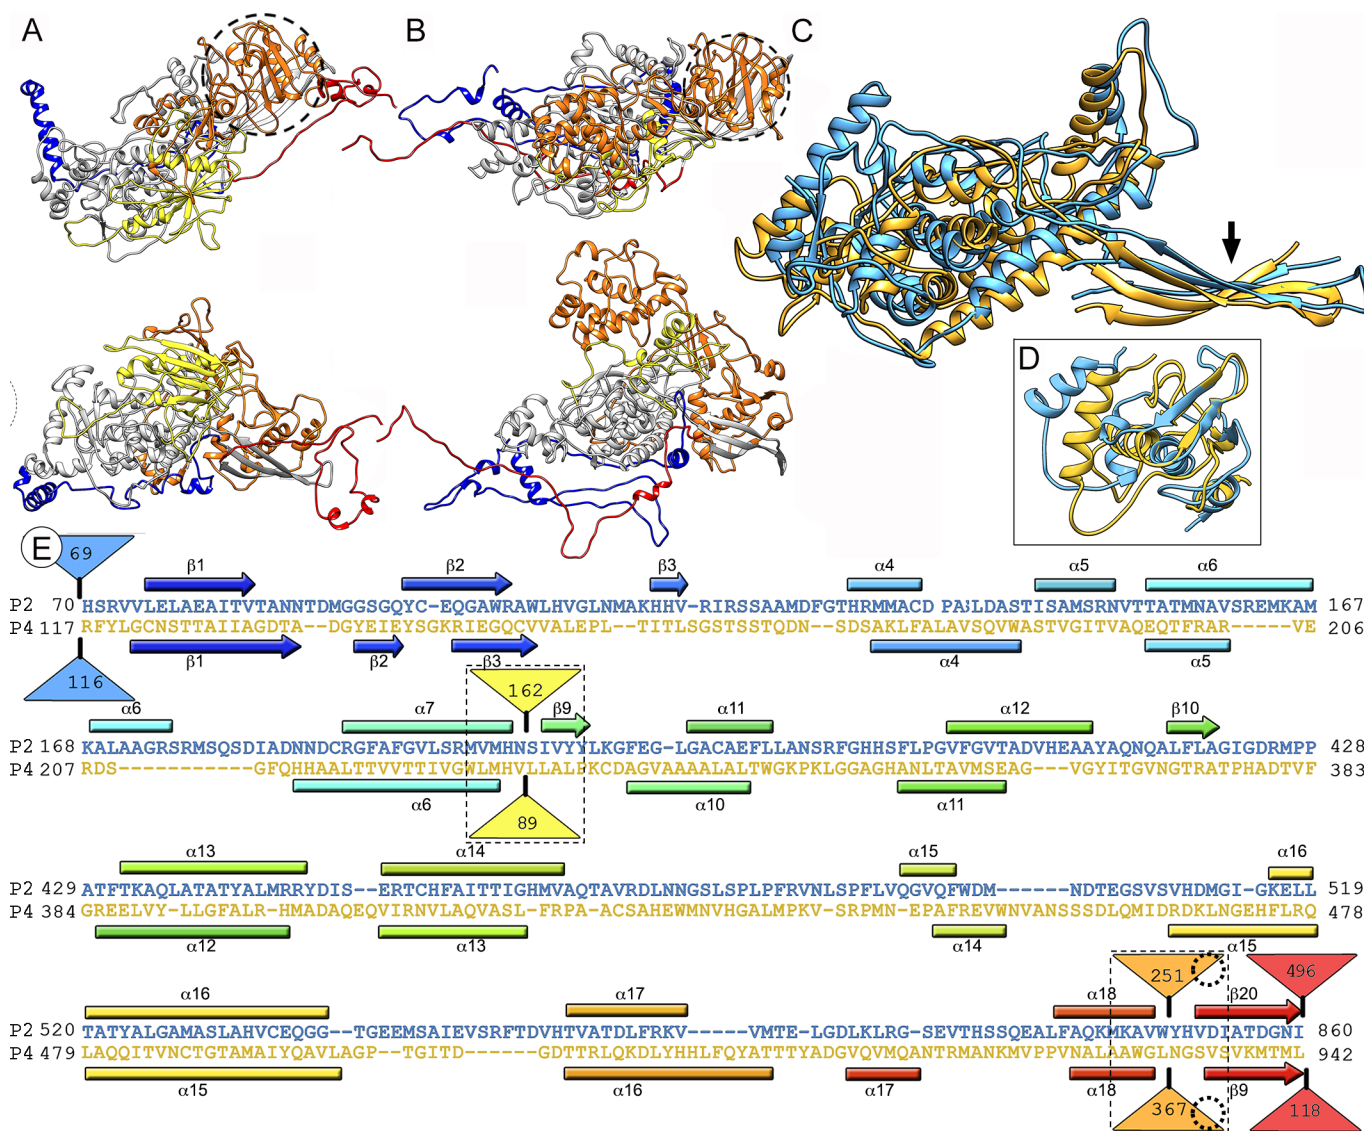 A
B
C
D
E
69
β1
β2
β3
α4
α5
α6
P2 70 HSRVVLELAEAITVTANNTDMGGSGQYC-EQGAWRAWLHVGLNMAKHHV-RIRSSAAMDFGTHRMMACD PASLDASTISAMSRNVTTATMNAVSREMKAM 167
P4 117 RFYLGCNSTTAIIAGDTA--DGYEIEYSGKRIEGQCVVALEPL--TITLSGSTSSTQDN--SDSAKLFALAVSQVWASTVGITVAQEQTFRAR-----VE 206
β1
β2
β3
α4
α5
116
162
α6
α7
β9
α11
α12
β10
P2 168 KALAAGRSRMSQSDIADNNDCRGFAFGVLSRMVMHNSIVYYLKGFEG-LGACAEFLLANSRFGHHSFLPGVFGVTADVHEAAYAQNQALFLAGIGDRMPP 428
P4 207 RDS-----------GFQHHAALTTVVTTIVGWLMHVLLALPKCDAGVAAAALALTWGKPKLGGAGHANLTAVMSEAG---VGYITGVNGTRATPHADTVF 383
α6
α10
α11
89
α13
α14
α15
α16
P2 429 ATFTKAQLATATYALMRRYDIS--ERTCHFAITTIGHMVAQTAVRDLNNGSLSPLPFRVNLSPFLVQGVQFWDM------NDTEGSVSVHDMGI-GKELL 519
P4 384 GREELVY-LLGFALR-HMADAQEQVIRNVLAQVASL-FRPA-ACSAHEWMNVHGALMPKV-SRPMN-EPAFREVWNVANSSSDLQMIDRDKLNGEHFLRQ 478
α12
α13
α14
α15
251
496
α16
α17
α18
β20
P2 520 TATYALGAMASLAHVCEQGG--TGEEMSAIEVSRFTDVHTVATDLFRKV-----VMTE-LGDLKLRG-SEVTHSSQEALFAQKMKAVWYHVDIATDGNI 860
P4 479 LAQQITVNCTGTAMAIYQAVLAGP--TGITD------GDTTRLQKDLYHHLFQYATTTYADGVQVMQANTRMANKMVPPVNALAAWGLNGSVSVKMTML 942
α15
α16
α17
α18
β9
367
118